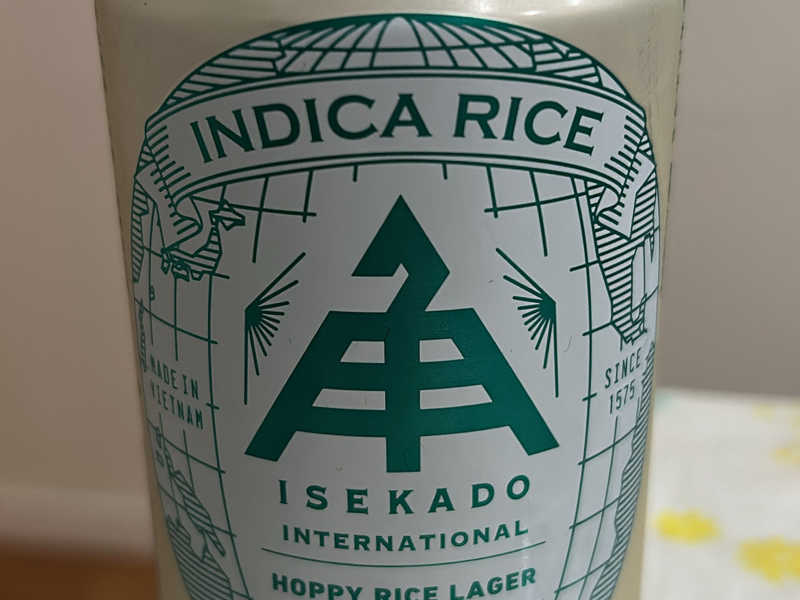 INDICA RICE
MADE IN
VIETNAM
SINCE
1575
ISEKADO
INTERNATIONAL
HOPPY RICE LAGER